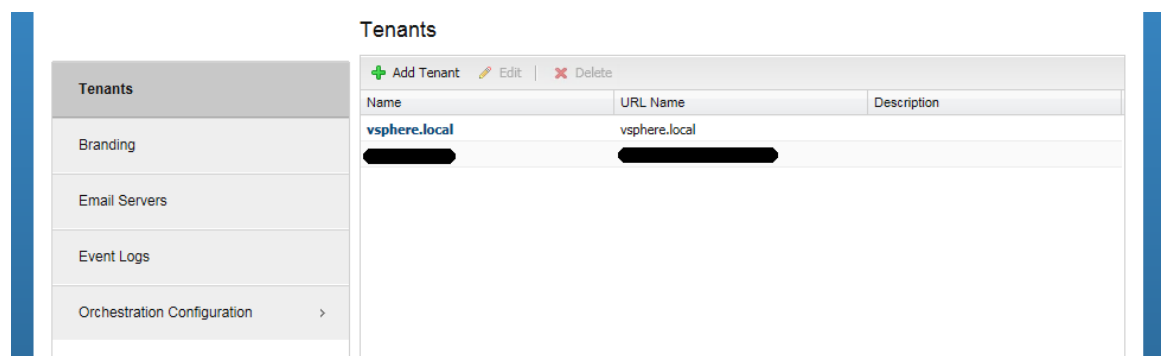 Tenants
Tenants
Branding
Email Servers
Event Logs
Orchestration Configuration
Add Tenant Edit Delete
Name URL Name Description
vsphere.local vsphere.local